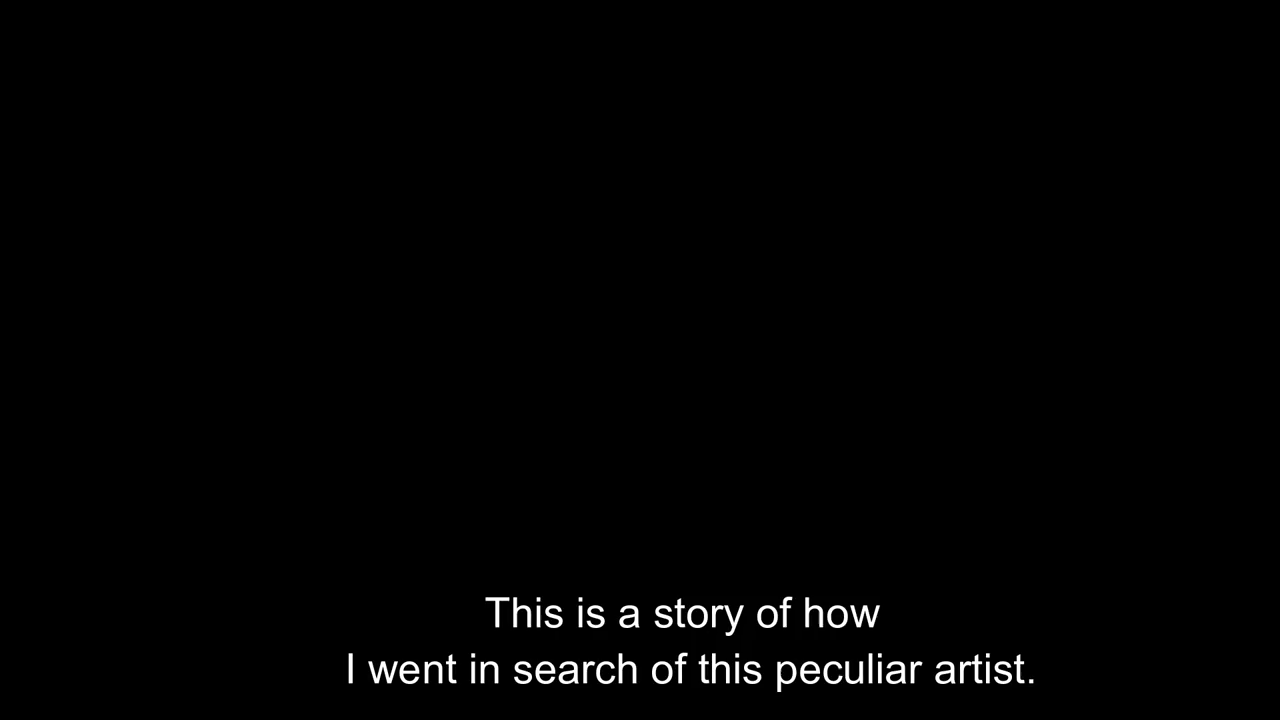 This is a story of how
I went in search of this peculiar artist.